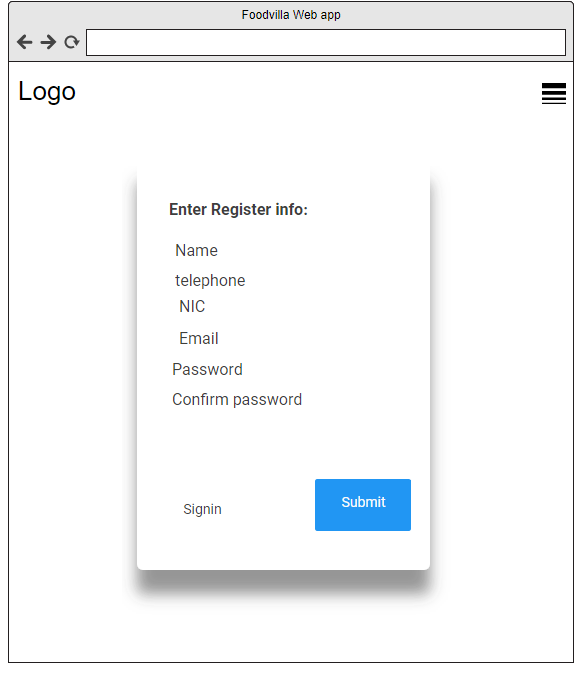 Foodvilla Web app
Logo
Enter Register info:
Name
telephone
NIC
Email
Password
Confirm password
Signin
Submit